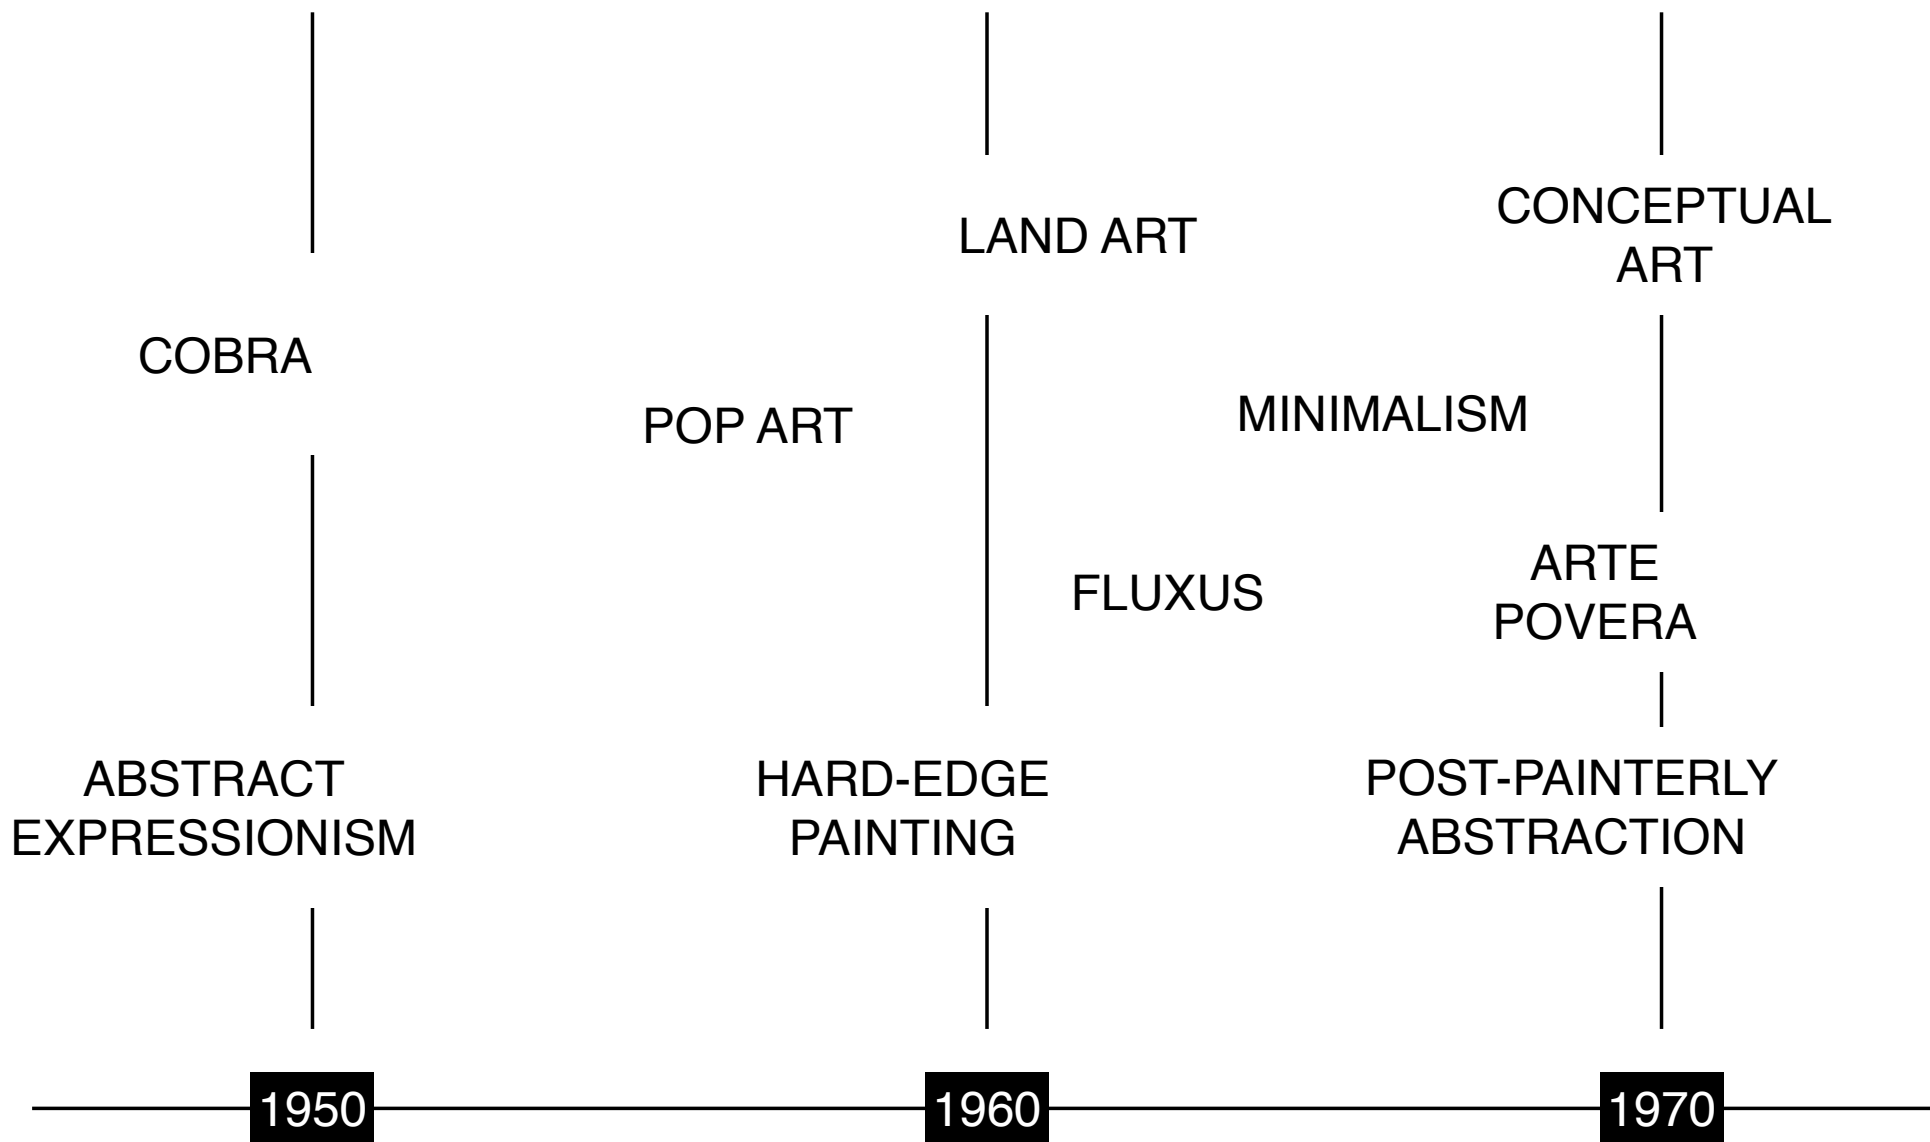 LAND ART
CONCEPTUAL
ART
COBRA
POP ART
MINIMALISM
FLUXUS
ARTE
POVERA
ABSTRACT
EXPRESSIONISM
HARD-EDGE
PAINTING
POST-PAINTERLY
ABSTRACTION
1950
1960
1970